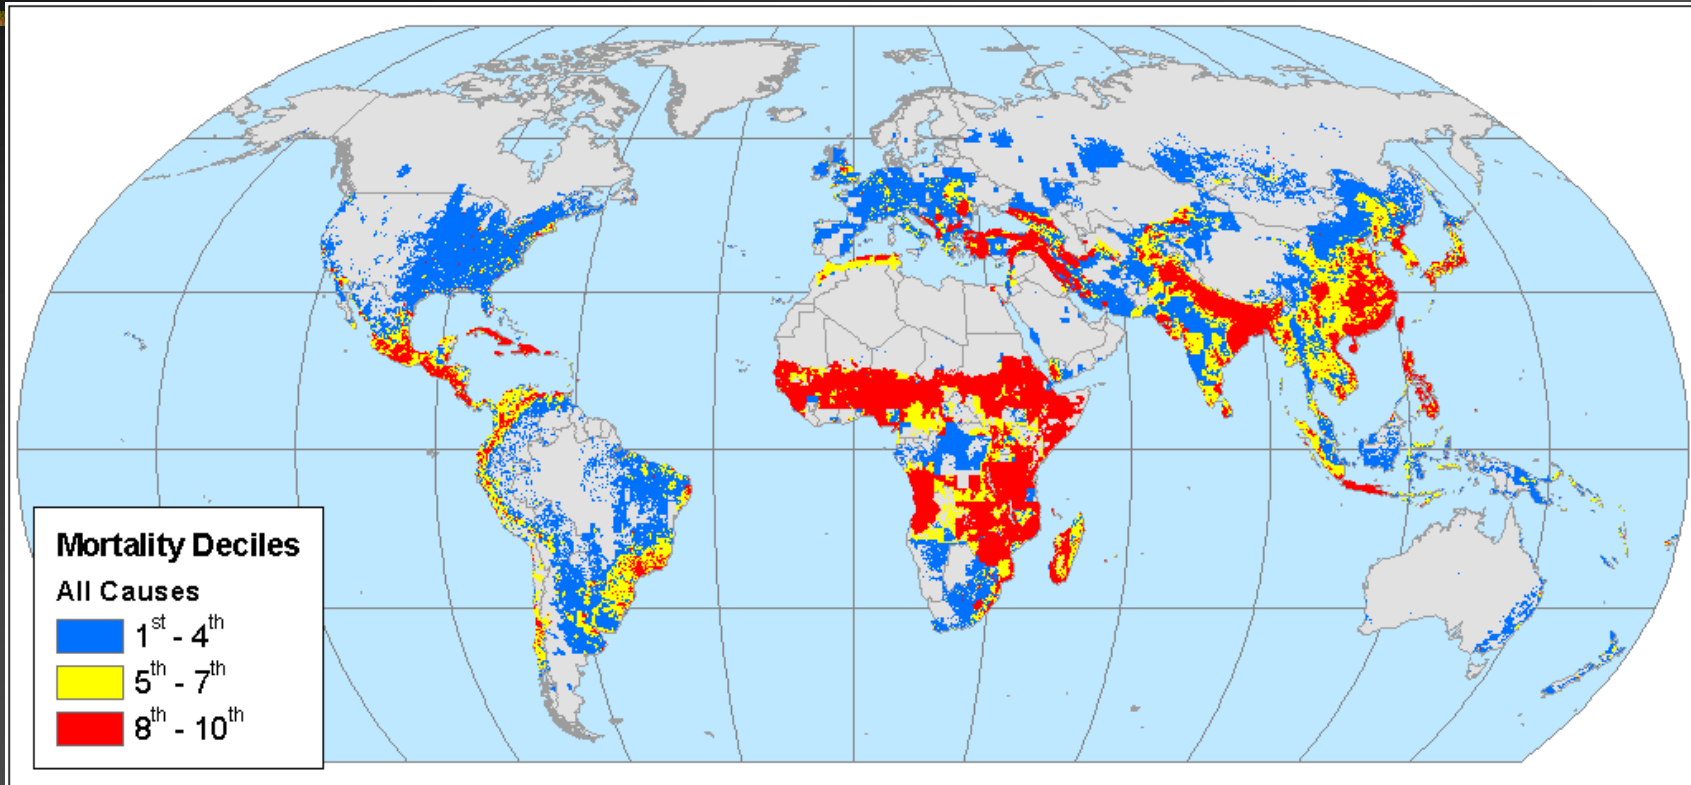 Mortality Deciles
All Causes
1st - 4th
5th - 7th
8th - 10th